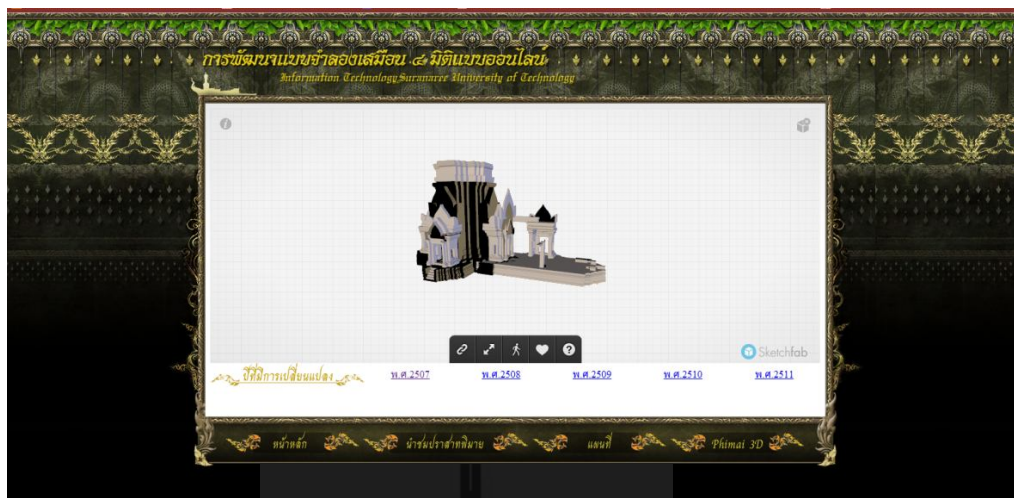 การพัฒนาแบบจำลองเสมือน ๔ มิติแบบออนไลน์
Information Technology,Suranaree University of Technology
Sketchfab
ปีที่มีการเปลี่ยนแปลง พ.ศ.2507 พ.ศ.2508 พ.ศ.2509 พ.ศ.2510 พ.ศ.2511
หน้าหลัก นำชมปราสาทพิมาย แผนที่ Phimai 3D